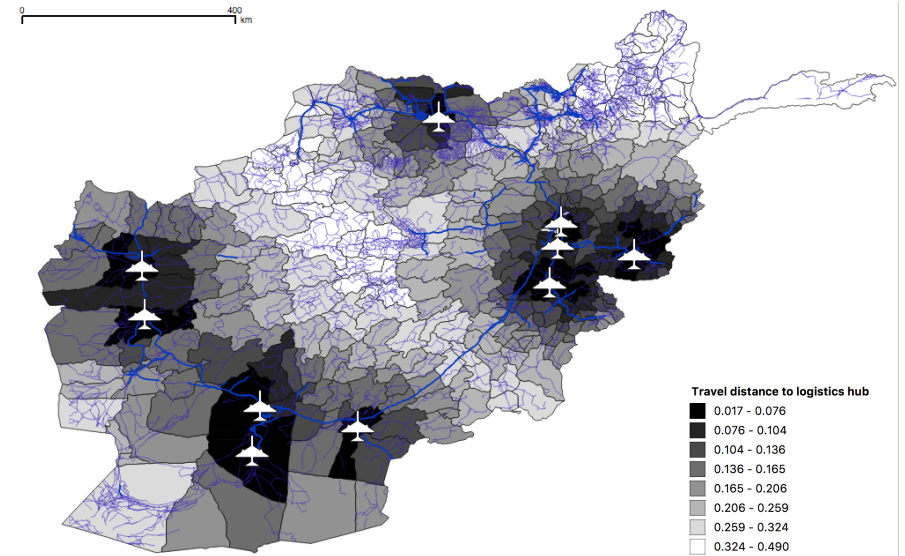 0 400
km
Travel distance to logistics hub
0.017 - 0.076
0.076 - 0.104
0.104 - 0.136
0.136 - 0.165
0.165 - 0.206
0.206 - 0.259
0.259 - 0.324
0.324 - 0.490